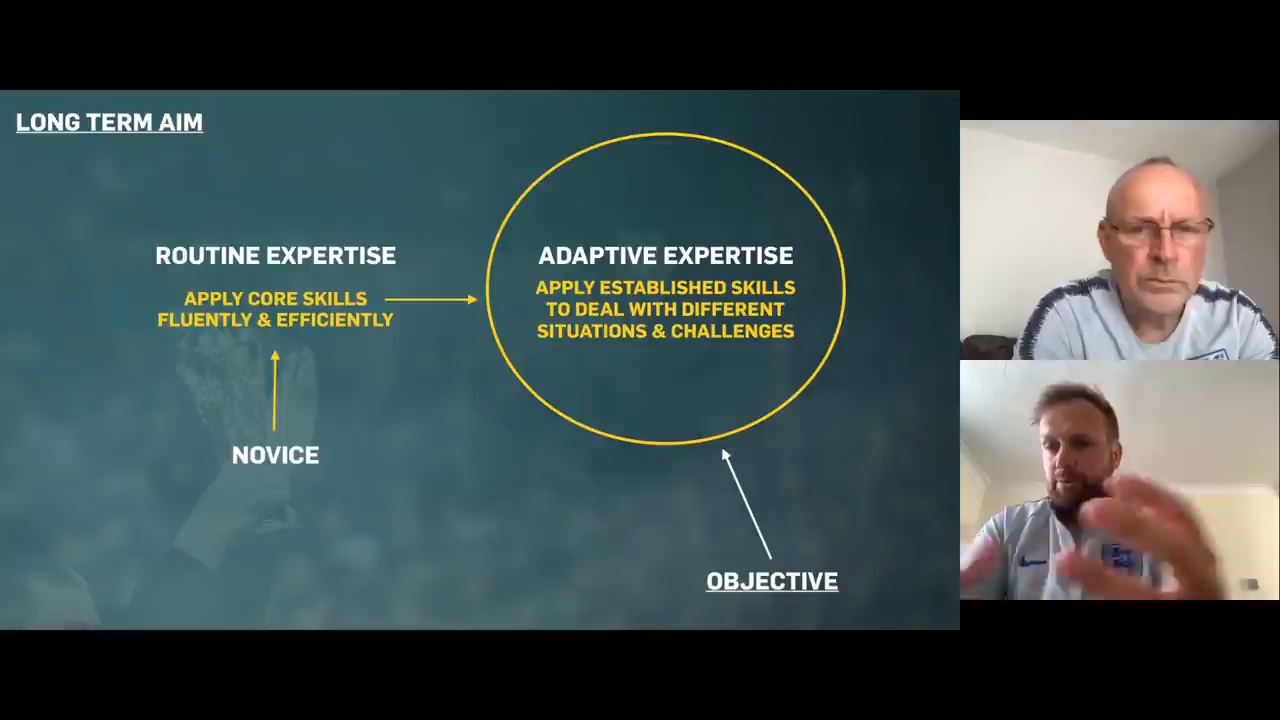 LONG TERM AIM
ROUTINE EXPERTISE
APPLY CORE SKILLS
FLUENTLY & EFFICIENTLY
NOVICE
ADAPTIVE EXPERTISE
APPLY ESTABLISHED SKILLS
TO DEAL WITH DIFFERENT
SITUATIONS & CHALLENGES
OBJECTIVE